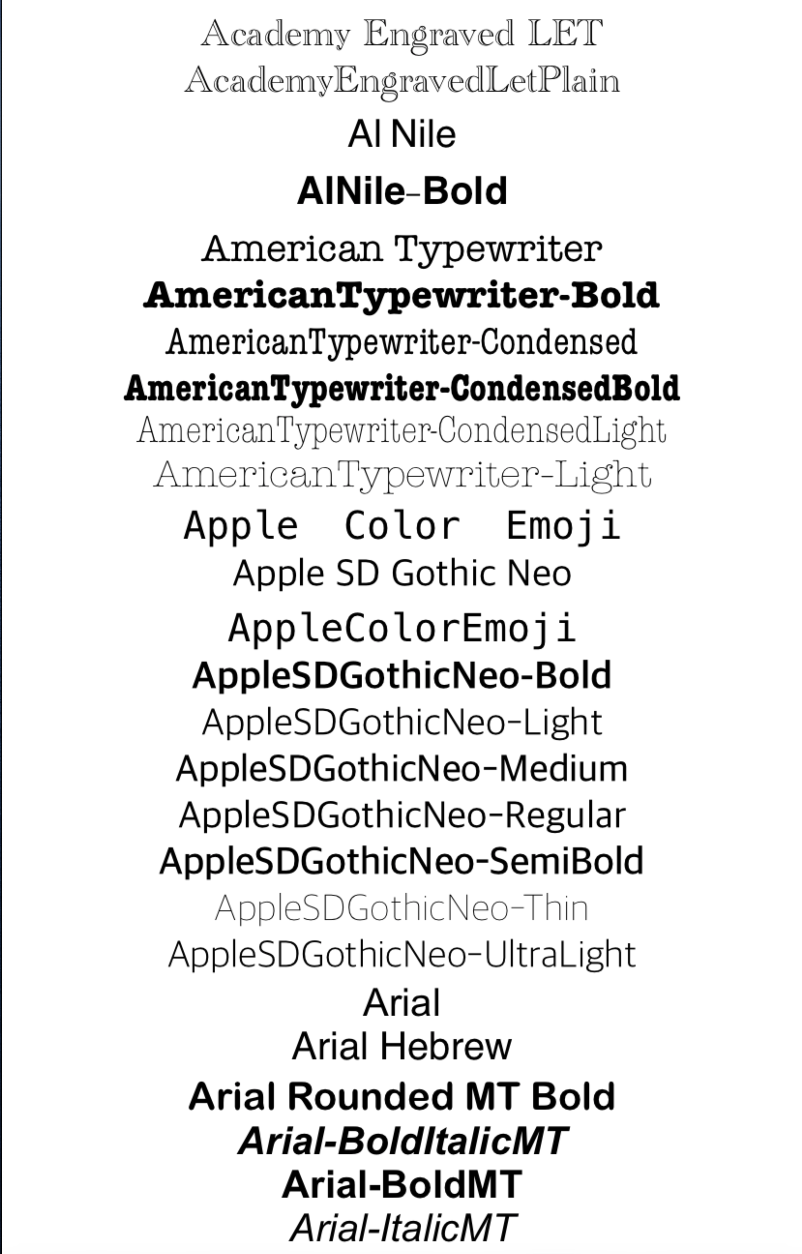 Academy Engraved LET
AcademyEngravedLetPlain
Al Nile
AlNile-Bold
American Typewriter
AmericanTypewriter-Bold
AmericanTypewriter-Condensed
AmericanTypewriter-CondensedBold
AmericanTypewriter-CondensedLight
AmericanTypewriter-Light
Apple Color Emoji
Apple SD Gothic Neo
AppleColorEmoji
AppleSDGothicNeo-Bold
AppleSDGothicNeo-Light
AppleSDGothicNeo-Medium
AppleSDGothicNeo-Regular
AppleSDGothicNeo-SemiBold
AppleSDGothicNeo-Thin
AppleSDGothicNeo-UltraLight
Arial
Arial Hebrew
Arial Rounded MT Bold
Arial-BoldItalicMT
Arial-BoldMT
Arial-ItalicMT